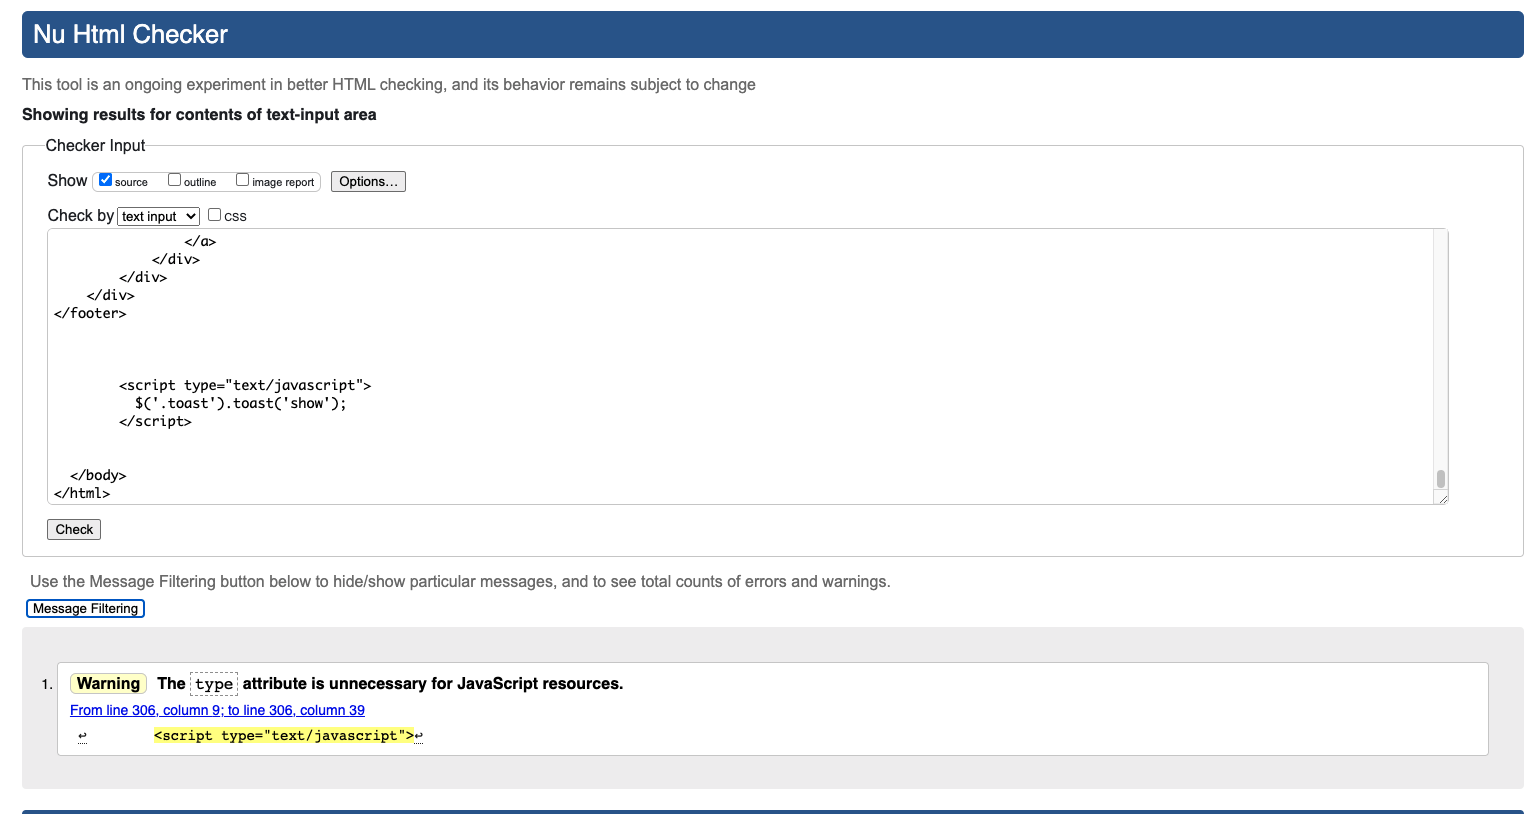 Nu Html Checker
This tool is an ongoing experiment in better HTML checking, and its behavior remains subject to change
Showing results for contents of text-input area
Checker Input
Show source outline image report Options...
Check by text input css
</a>
</div>
</div>
</div>
</footer>
<script type="text/javascript">
$('.toast').toast('show');
</script>
</body>
</html>
Check
Use the Message Filtering button below to hide/show particular messages, and to see total counts of errors and warnings.
Message Filtering
1. Warning The type attribute is unnecessary for JavaScript resources.
From line 306, column 9; to line 306, column 39
↩ <script type="text/javascript">↩